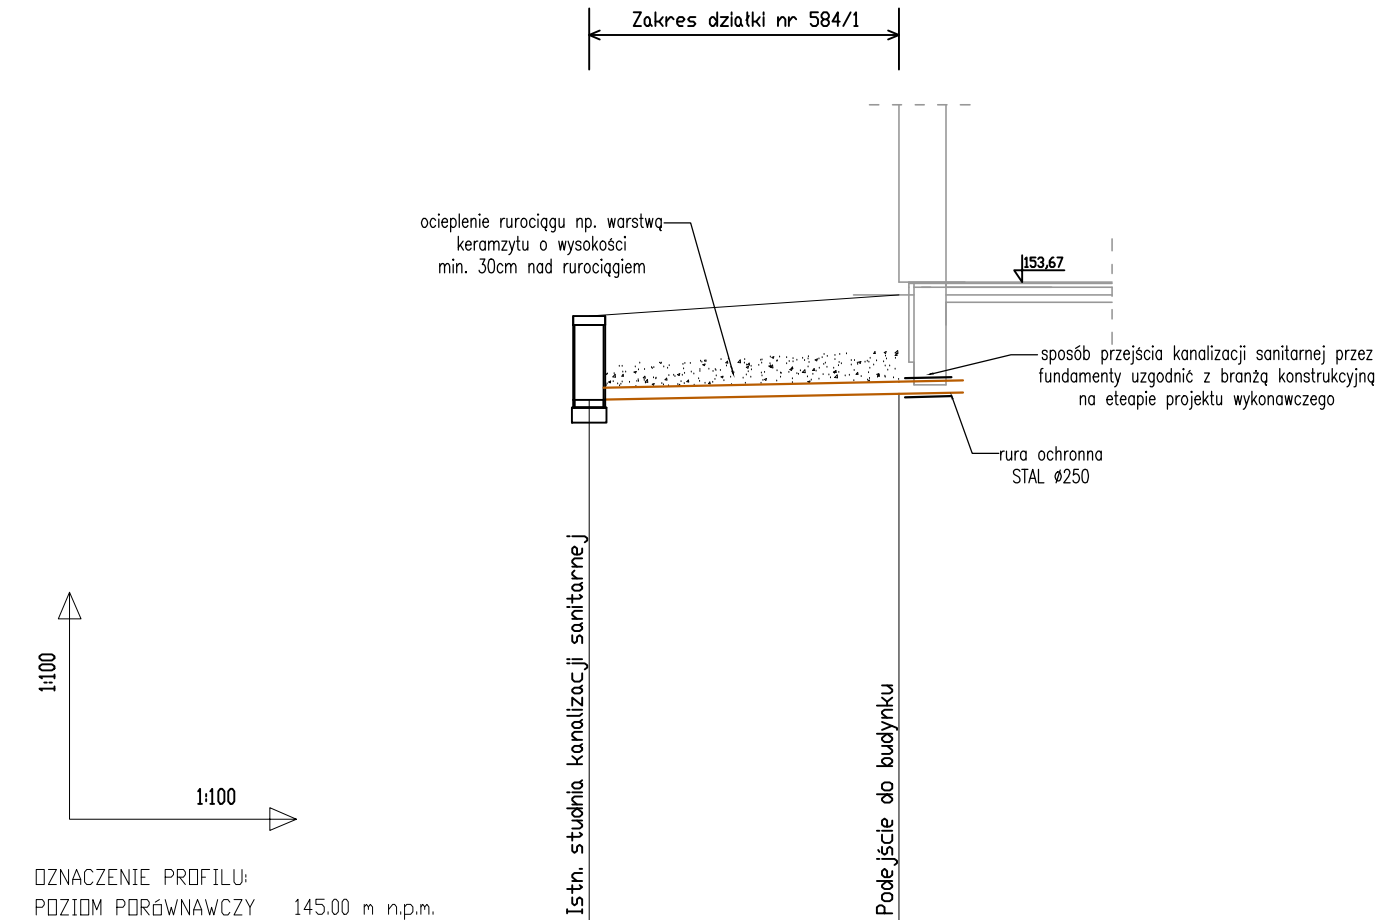 Zakres działki nr 584/1
ocieplenie rurociągu np. warstwą
keramzytu o wysokości
min. 30cm nad rurociągiem
153,67
sposób przejścia kanalizacji sanitarnej przez
fundamenty uzgodnić z branżą konstrukcyjną
na eteapie projektu wykonawczego
rura ochronna
STAL Ø250
Istn. studnia kanalizacji sanitarnej
Podejście do budynku
1:100
1:100
OZNACZENIE PROFILU:
POZIOM PORóWNAWCZY 145.00 m n.p.m.